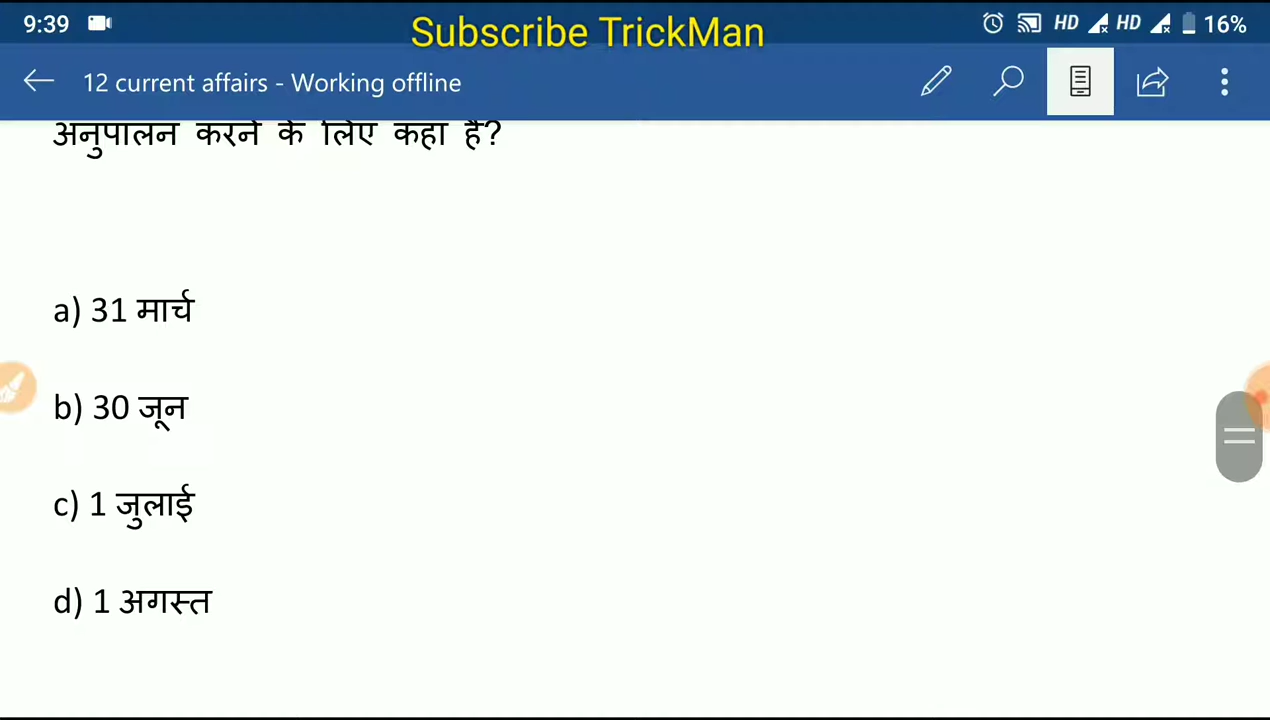 9:39 Subscribe TrickMan HD HD 16%
12 current affairs - Working offline
अनुपालन करने के लिए कहा है?
a) 31 मार्च
b) 30 जून
c) 1 जुलाई
d) 1 अगस्त